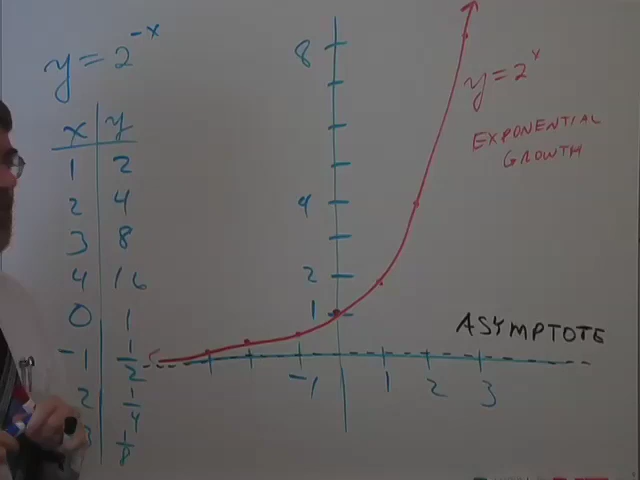 y = 2^-x
x y
1 2
2 4
3 8
4 16
0 1
-1 1/2
2 1/4
3 1/8
8
4
2
1
-1 1 2 3
y = 2^x
EXPONENTIAL
GROWTH
ASYMPTOTE